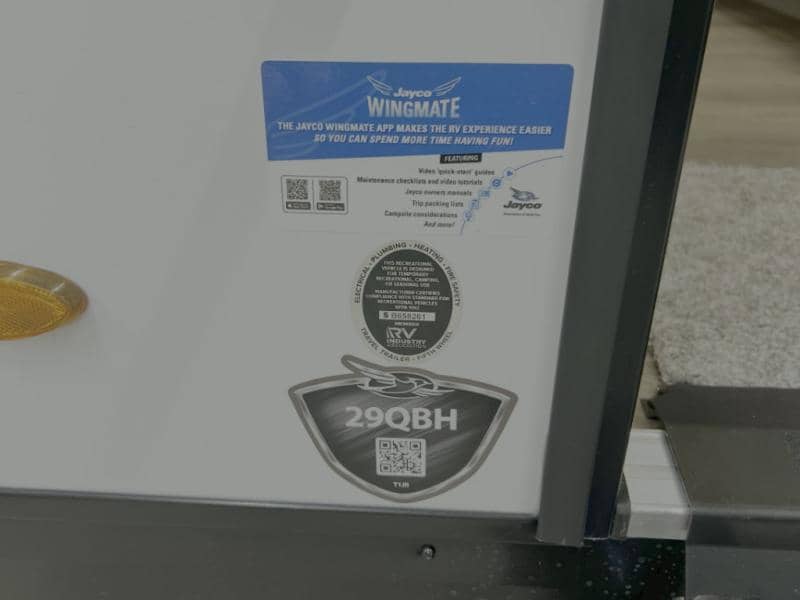 Jayco
WINGMATE
THE JAYCO WINGMATE APP MAKES THE RV EXPERIENCE EASIER
SO YOU CAN SPEND MORE TIME HAVING FUN!
FEATURING
Video 'quick-start' guides
Maintenance checklists and video tutorials
Jayco owners manuals
Trip packing lists
Campsite considerations
And more!
Jayco
ELECTRICAL • PLUMBING • HEATING • FIRE SAFETY
THIS RECREATIONAL
VEHICLE IS DESIGNED
FOR TEMPORARY
RECREATIONAL, CAMPING,
OR SEASONAL USE
MANUFACTURER CERTIFIES
COMPLIANCE WITH STANDARD FOR
RECREATIONAL VEHICLES
NFPA 1192
MEMBER
RV
INDUSTRY
ASSOCIATION
TRAVEL TRAILER • FIFTH WHEEL
29QBH